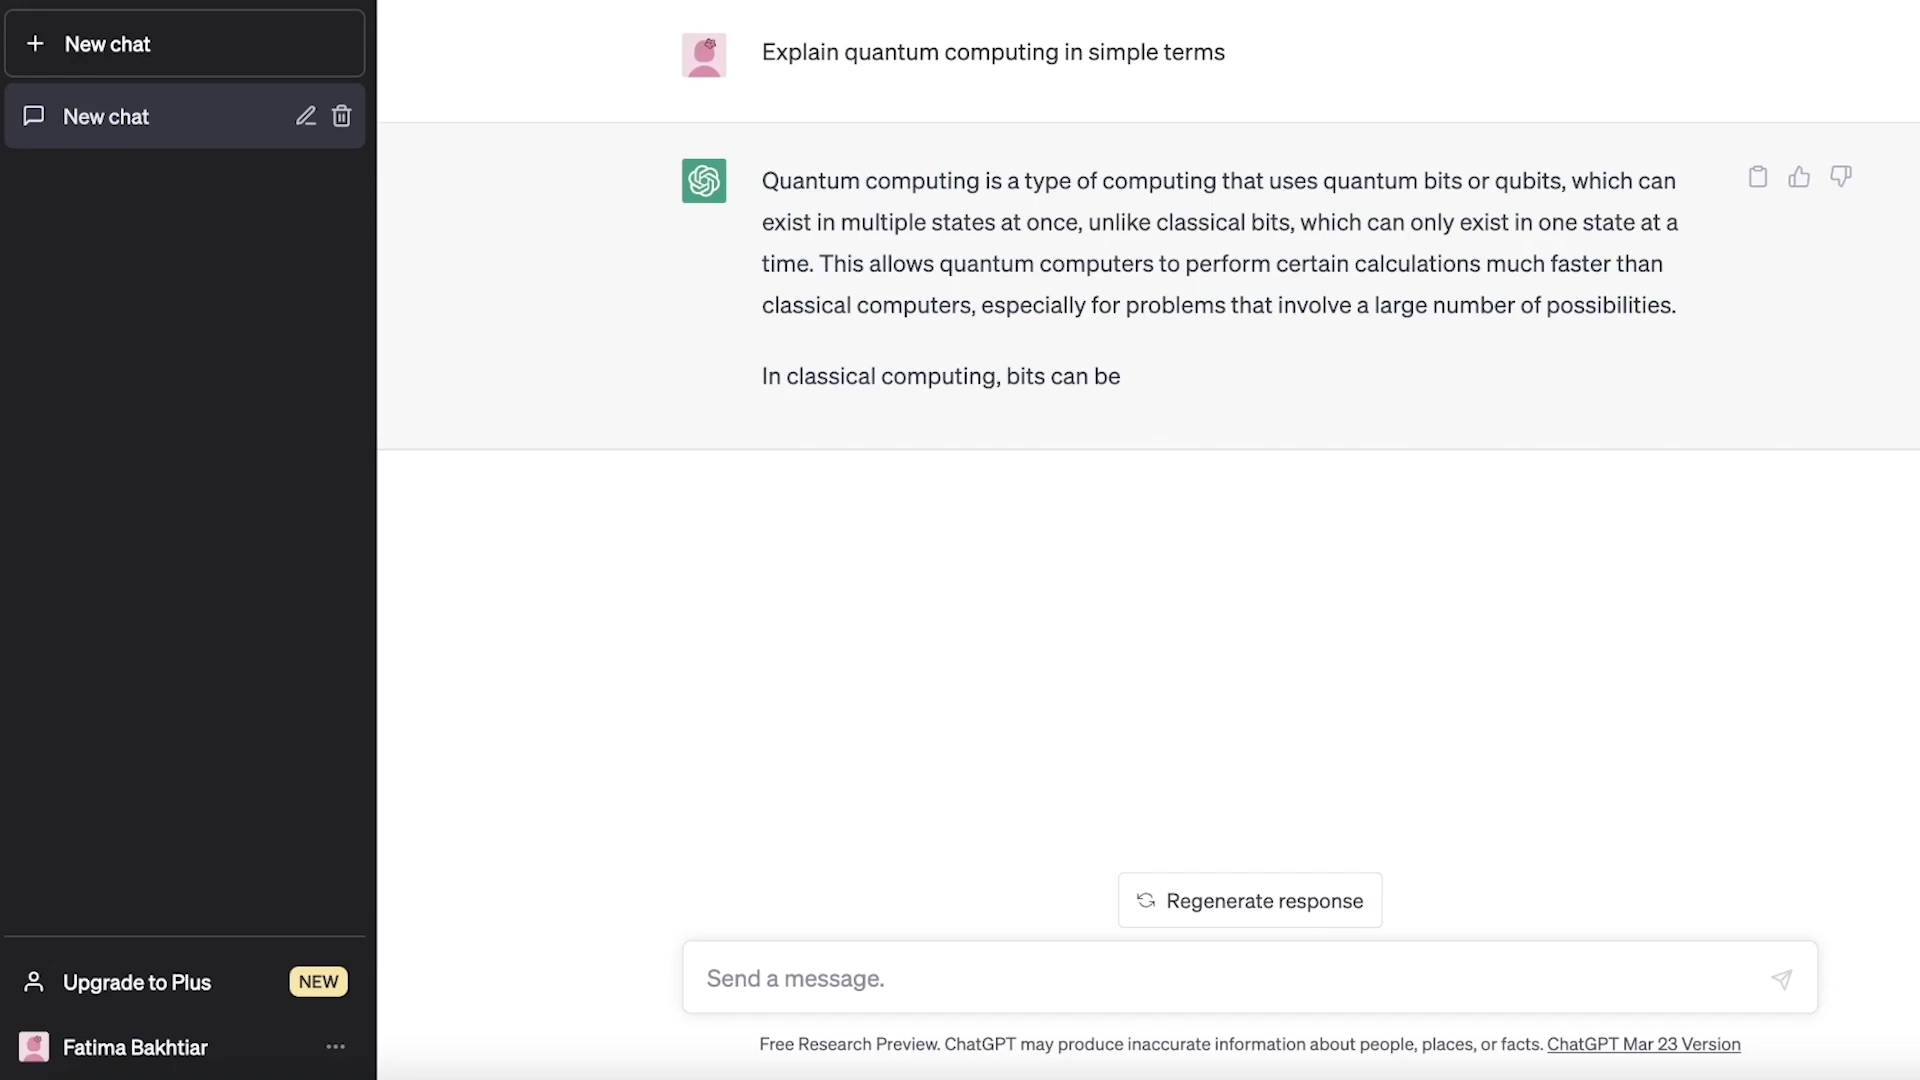 New chat
New chat
Explain quantum computing in simple terms
Quantum computing is a type of computing that uses quantum bits or qubits, which can
exist in multiple states at once, unlike classical bits, which can only exist in one state at a
time. This allows quantum computers to perform certain calculations much faster than
classical computers, especially for problems that involve a large number of possibilities.
In classical computing, bits can be
Regenerate response
Send a message.
Upgrade to Plus NEW
Fatima Bakhtiar
Free Research Preview. ChatGPT may produce inaccurate information about people, places, or facts. ChatGPT Mar 23 Version